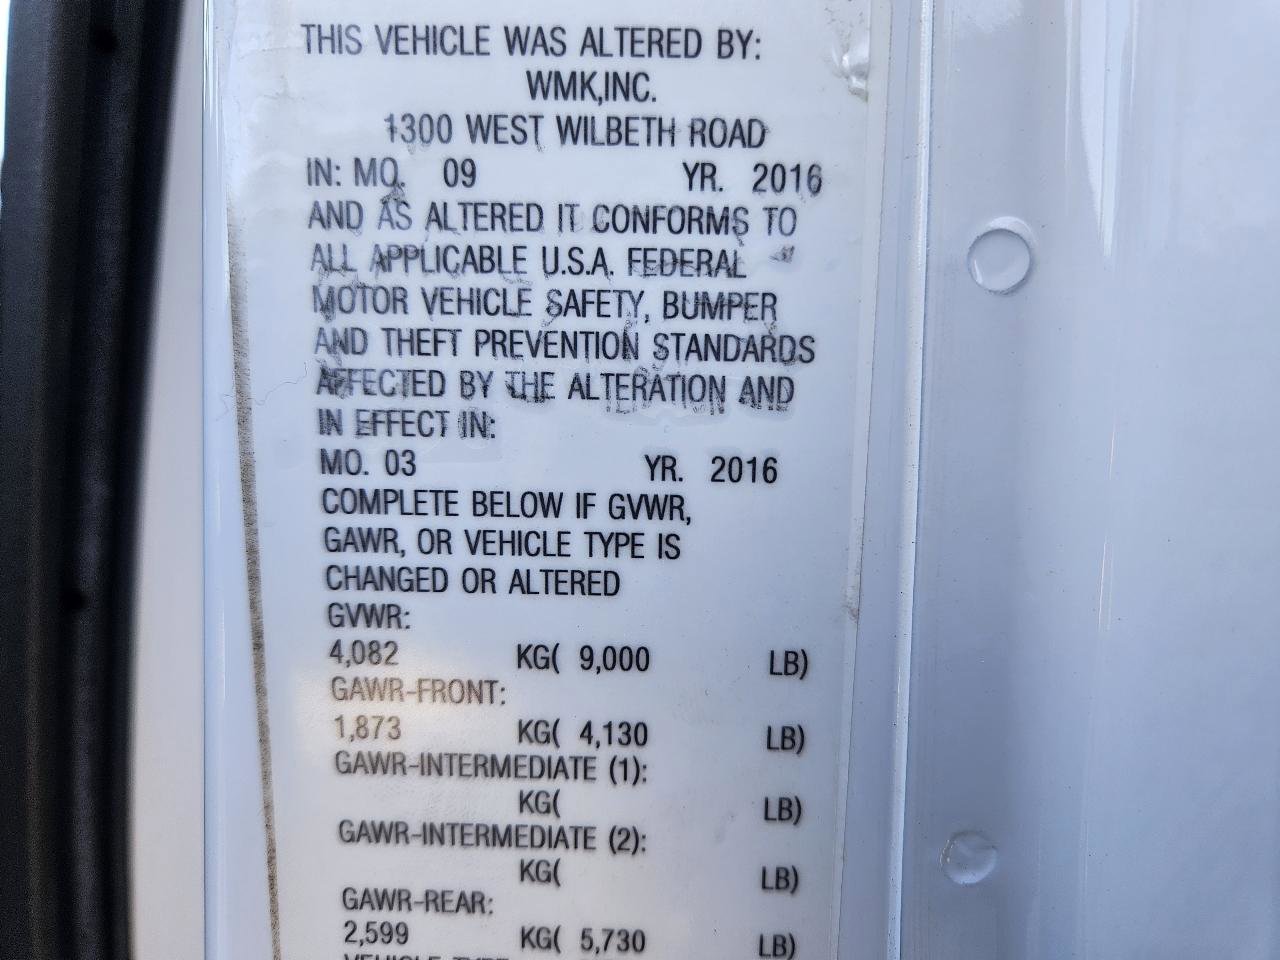 THIS VEHICLE WAS ALTERED BY:
WMK,INC.
1300 WEST WILBETH ROAD
IN: MO. 09 YR. 2016
AND AS ALTERED IT CONFORMS TO
ALL APPLICABLE U.S.A. FEDERAL
MOTOR VEHICLE SAFETY, BUMPER
AND THEFT PREVENTION STANDARDS
AFFECTED BY THE ALTERATION AND
IN EFFECT IN:
MO. 03 YR. 2016
COMPLETE BELOW IF GVWR,
GAWR, OR VEHICLE TYPE IS
CHANGED OR ALTERED
GVWR:
4,082 KG( 9,000 LB)
GAWR-FRONT:
1,873 KG( 4,130 LB)
GAWR-INTERMEDIATE (1):
KG( LB)
GAWR-INTERMEDIATE (2):
KG( LB)
GAWR-REAR:
2,599 KG( 5,730 LB)